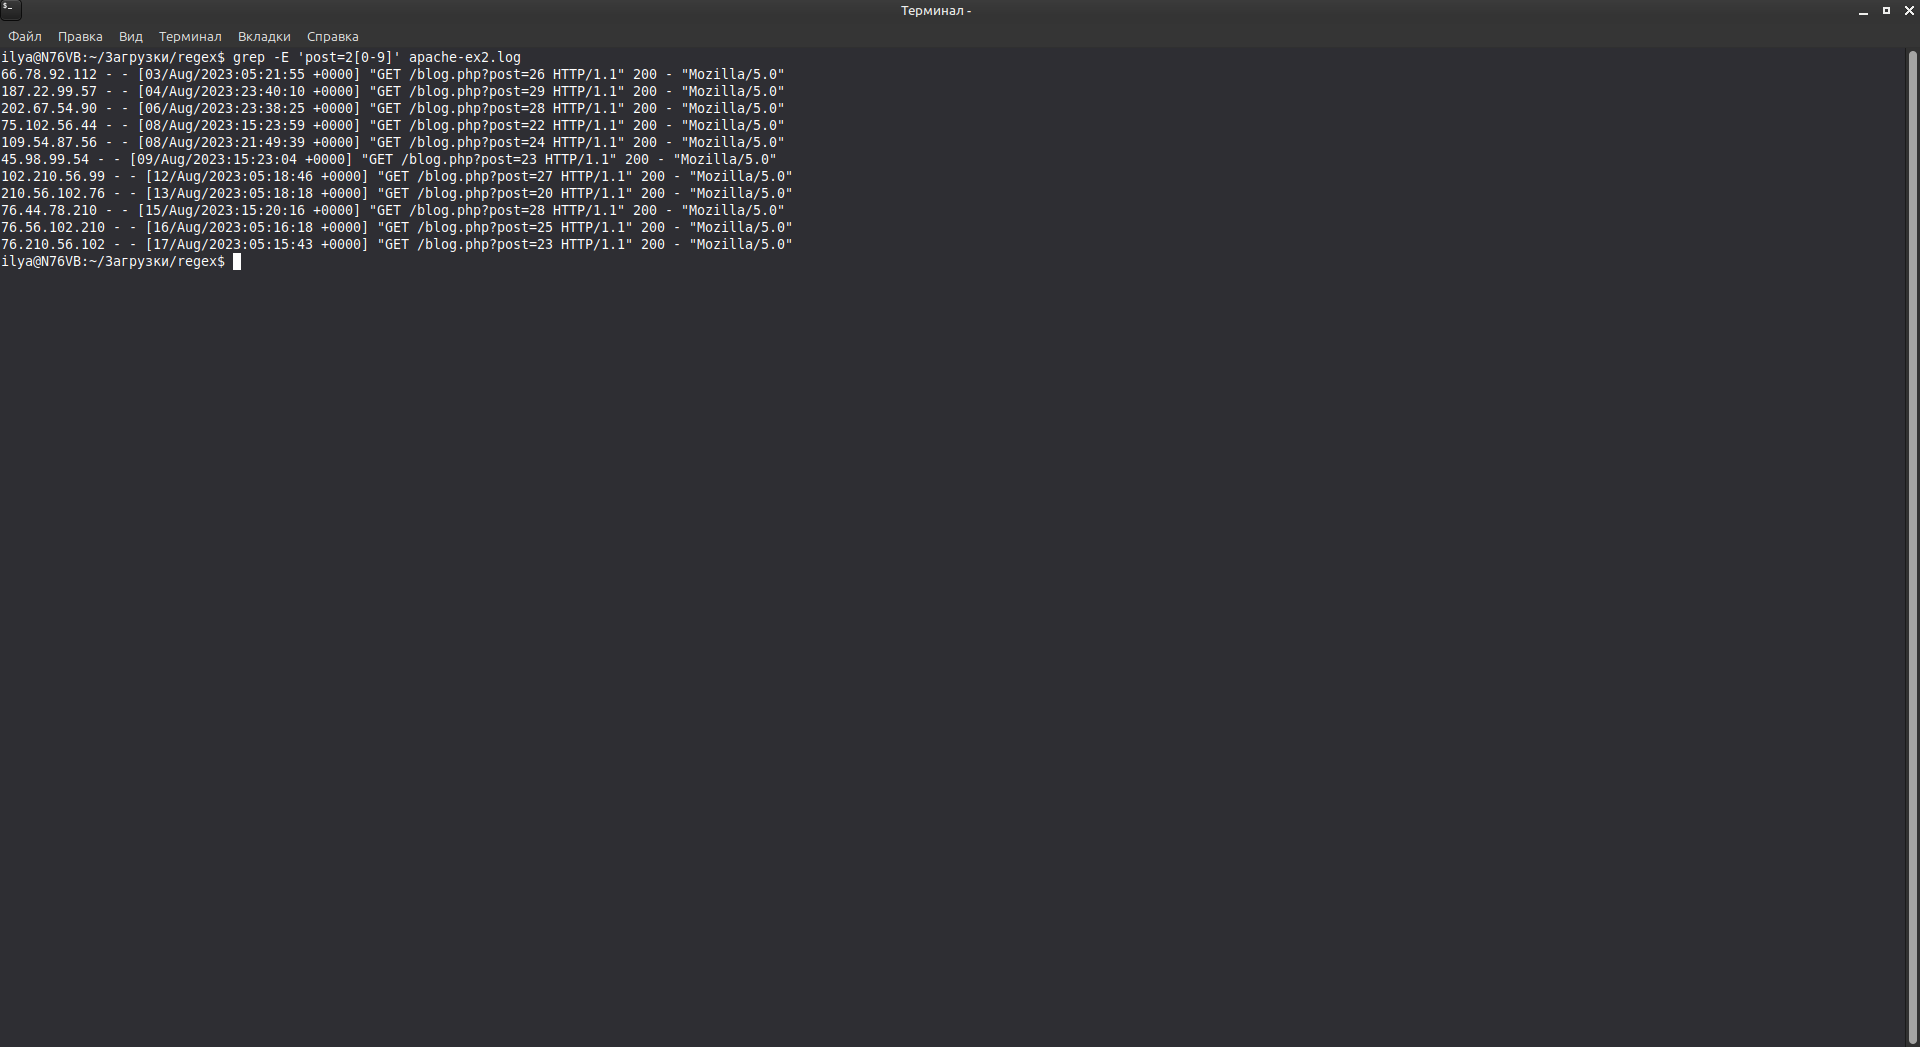 Терминал -
Файл Правка Вид Терминал Вкладки Справка
ilya@N76VB:~/Загрузки/regex$ grep -E 'post=2[0-9]' apache-ex2.log
66.78.92.112 - - [03/Aug/2023:05:21:55 +0000] "GET /blog.php?post=26 HTTP/1.1" 200 - "Mozilla/5.0"
187.22.99.57 - - [04/Aug/2023:23:40:10 +0000] "GET /blog.php?post=29 HTTP/1.1" 200 - "Mozilla/5.0"
202.67.54.90 - - [06/Aug/2023:23:38:25 +0000] "GET /blog.php?post=28 HTTP/1.1" 200 - "Mozilla/5.0"
75.102.56.44 - - [08/Aug/2023:15:23:59 +0000] "GET /blog.php?post=22 HTTP/1.1" 200 - "Mozilla/5.0"
109.54.87.56 - - [08/Aug/2023:21:49:39 +0000] "GET /blog.php?post=24 HTTP/1.1" 200 - "Mozilla/5.0"
45.98.99.54 - - [09/Aug/2023:15:23:04 +0000] "GET /blog.php?post=23 HTTP/1.1" 200 - "Mozilla/5.0"
102.210.56.99 - - [12/Aug/2023:05:18:46 +0000] "GET /blog.php?post=27 HTTP/1.1" 200 - "Mozilla/5.0"
210.56.102.76 - - [13/Aug/2023:05:18:18 +0000] "GET /blog.php?post=20 HTTP/1.1" 200 - "Mozilla/5.0"
76.44.78.210 - - [15/Aug/2023:15:20:16 +0000] "GET /blog.php?post=28 HTTP/1.1" 200 - "Mozilla/5.0"
76.56.102.210 - - [16/Aug/2023:05:16:18 +0000] "GET /blog.php?post=25 HTTP/1.1" 200 - "Mozilla/5.0"
76.210.56.102 - - [17/Aug/2023:05:15:43 +0000] "GET /blog.php?post=23 HTTP/1.1" 200 - "Mozilla/5.0"
ilya@N76VB:~/Загрузки/regex$